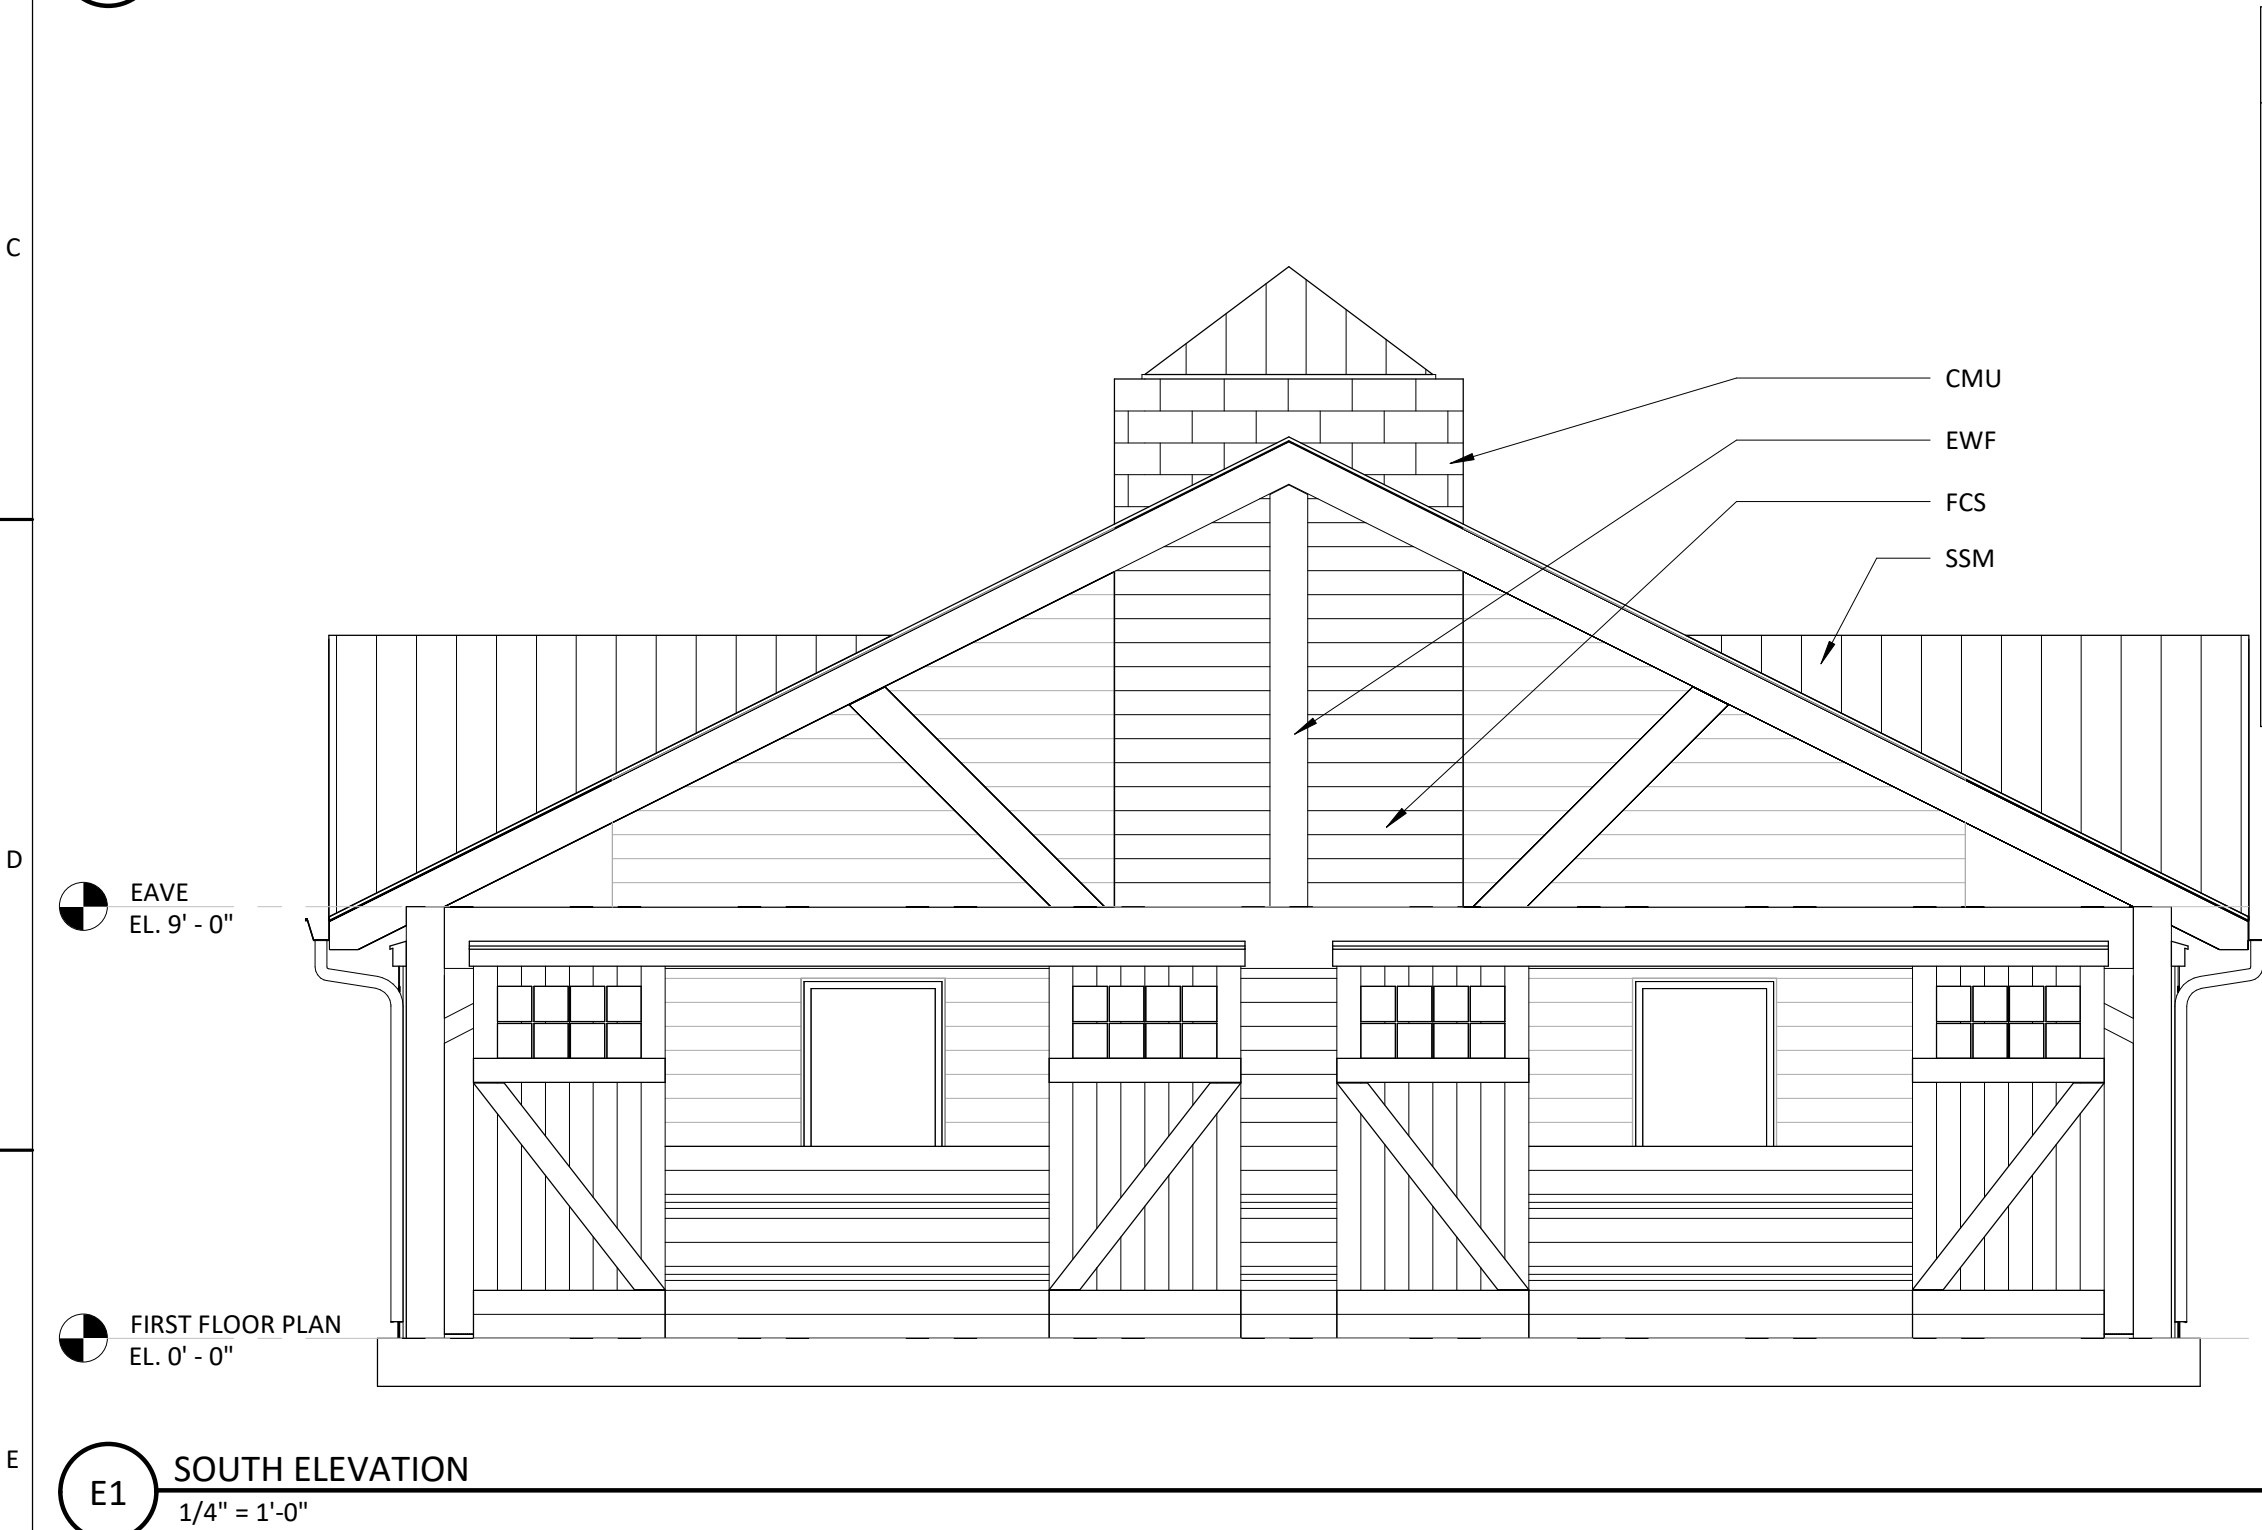 C
CMU
EWF
FCS
SSM
D
EAVE
EL. 9' - 0"
FIRST FLOOR PLAN
EL. 0' - 0"
E
E1
SOUTH ELEVATION
1/4" = 1'-0"